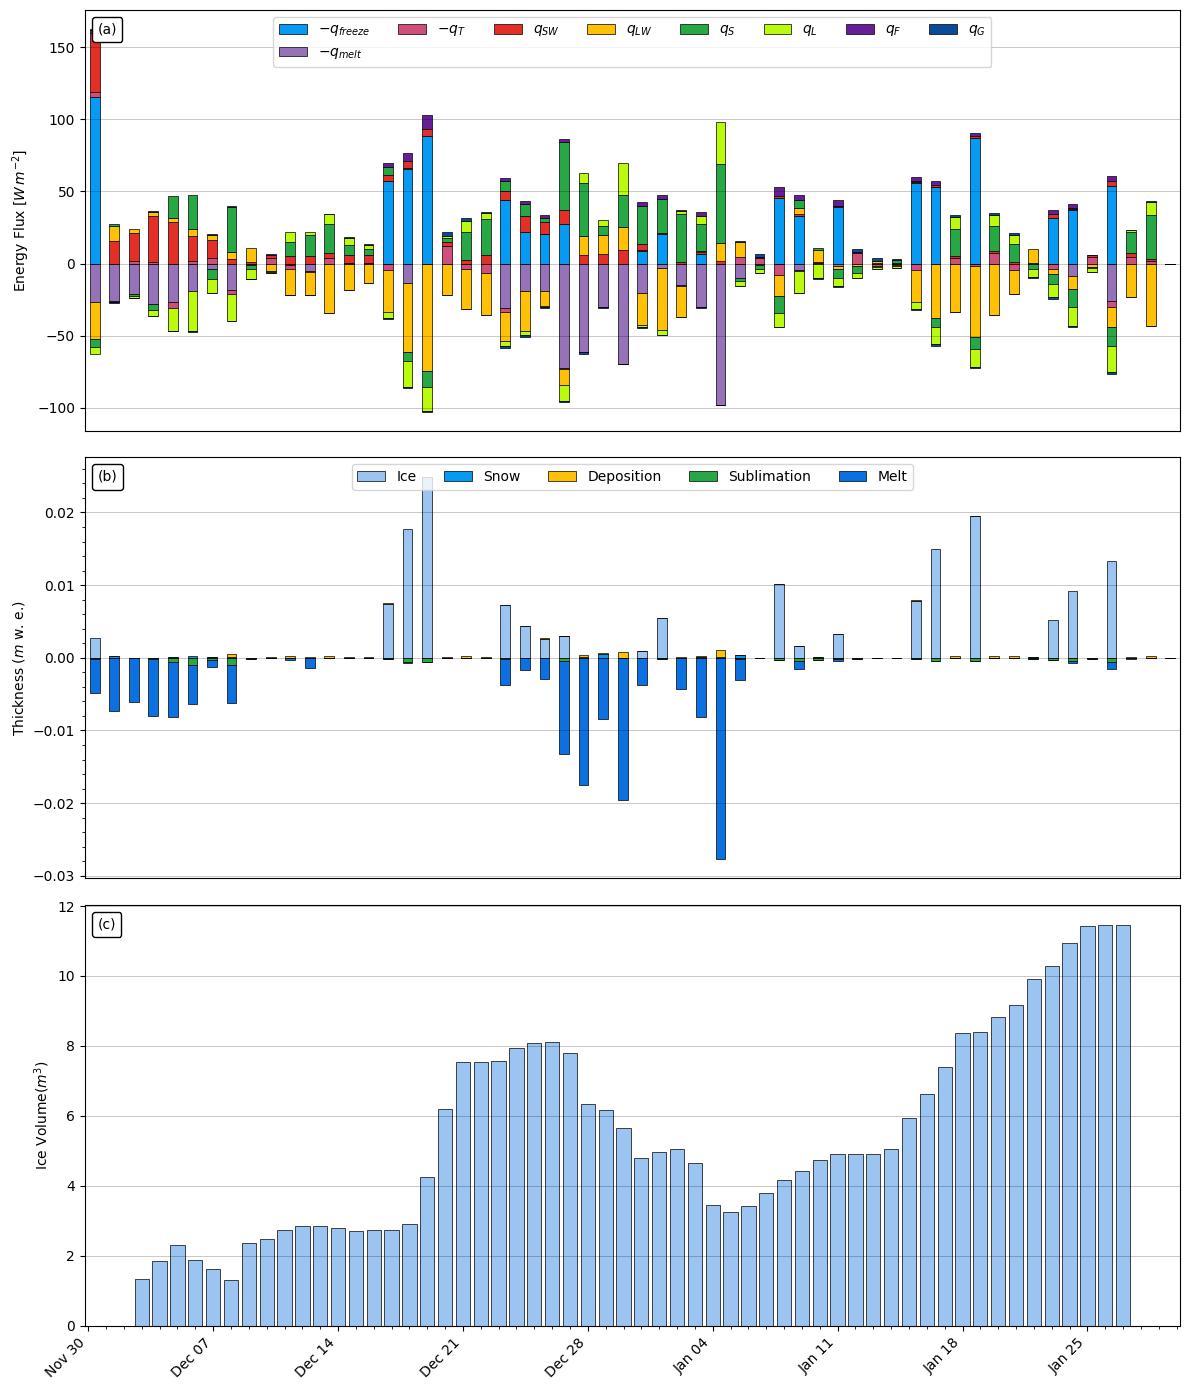 (a)
−q_freeze −q_T q_SW q_LW q_S q_L q_F q_G
−q_melt
Energy Flux [W m⁻²]
150
100
50
0
−50
−100
(b)
Ice Snow Deposition Sublimation Melt
Thickness (m w. e.)
0.02
0.01
0.00
−0.01
−0.02
−0.03
(c)
Ice Volume(m³)
12
10
8
6
4
2
0
Nov 30 Dec 07 Dec 14 Dec 21 Dec 28 Jan 04 Jan 11 Jan 18 Jan 25